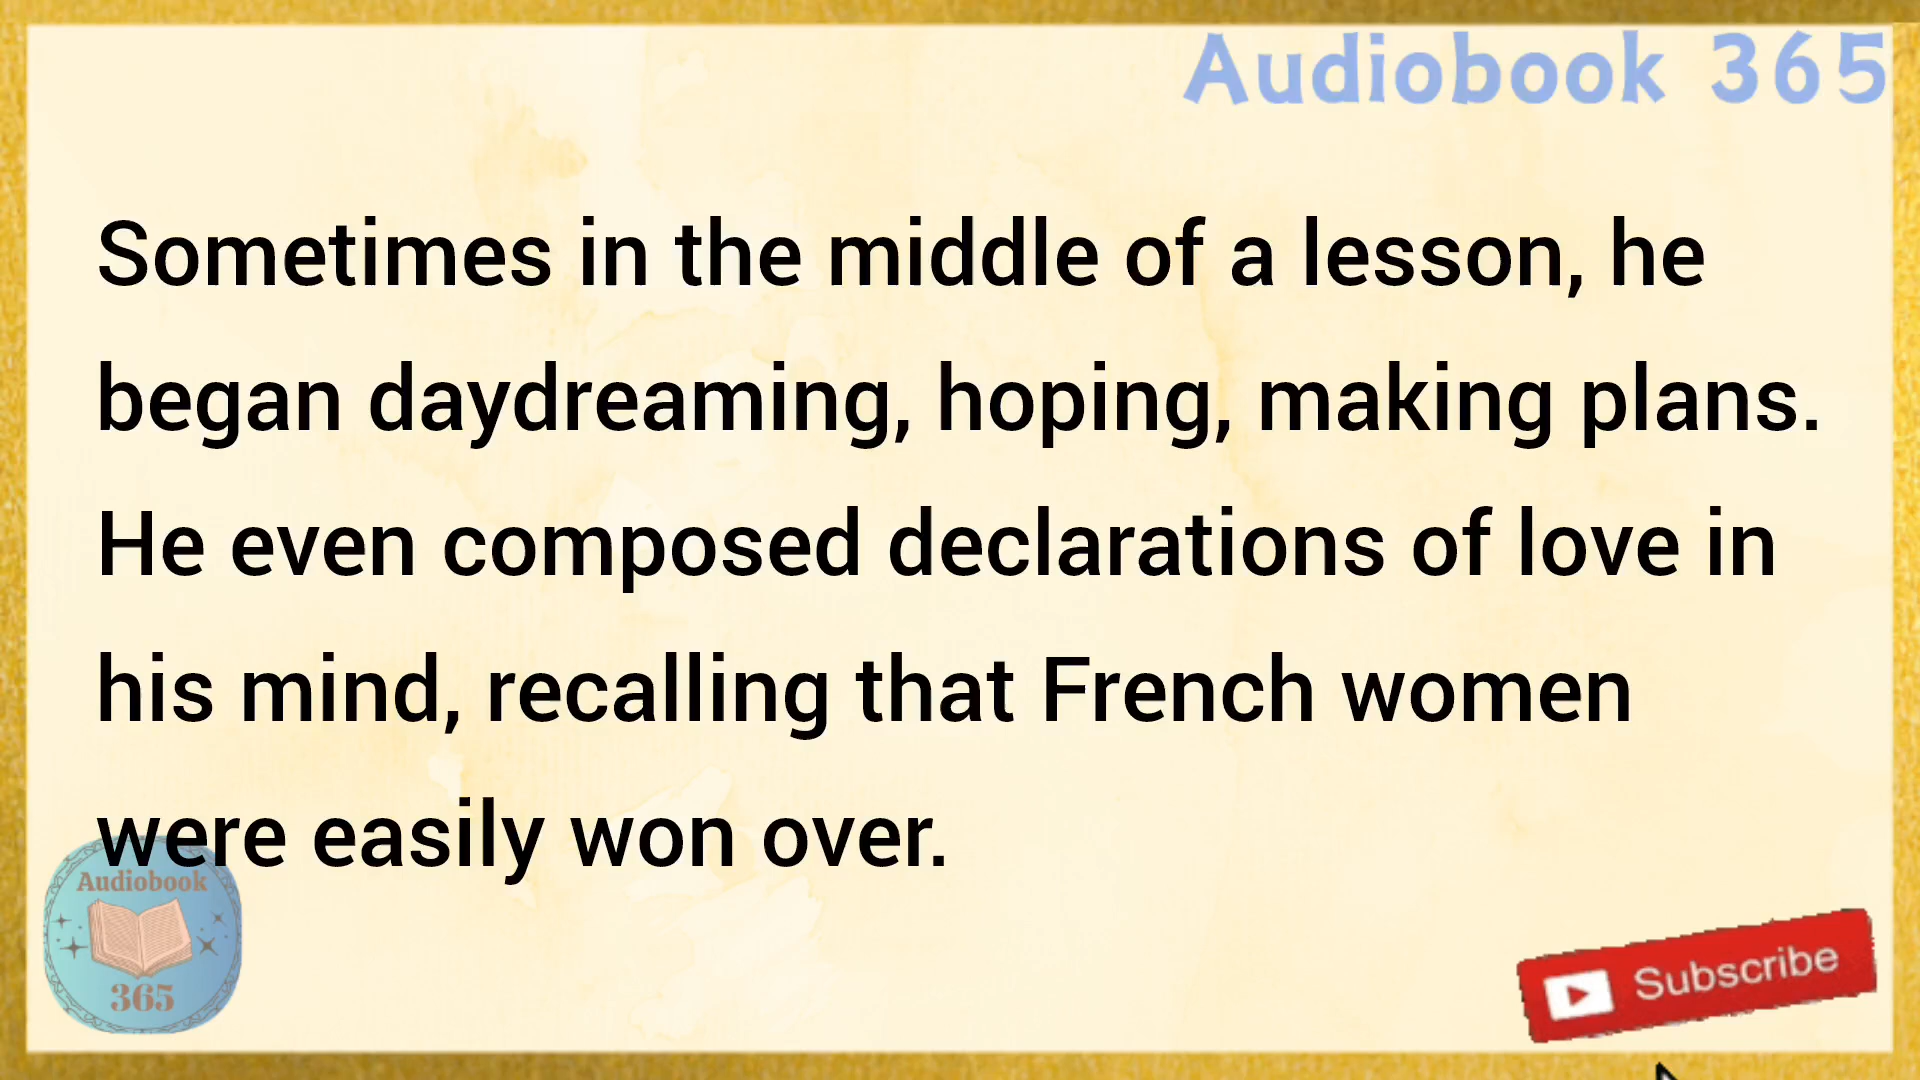 Audiobook 365
Sometimes in the middle of a lesson, he
began daydreaming, hoping, making plans.
He even composed declarations of love in
his mind, recalling that French women
were easily won over.
Audiobook
365
Subscribe